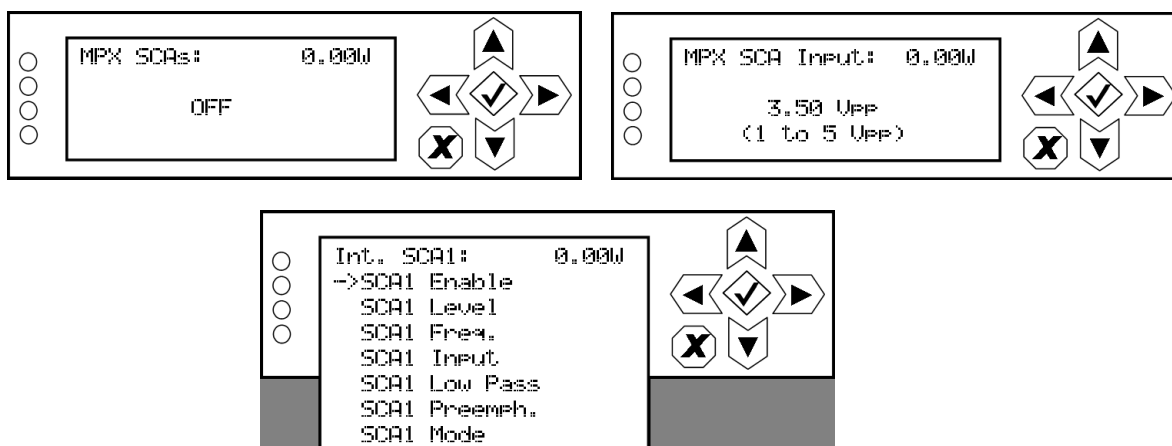 MPX SCAs: 0.00W
OFF
MPX SCA Input: 0.00W
3.50 Vpp
(1 to 5 Vpp)
Int. SCA1: 0.00W
->SCA1 Enable
SCA1 Level
SCA1 Freq.
SCA1 Input
SCA1 Low Pass
SCA1 Preemph.
SCA1 Mode